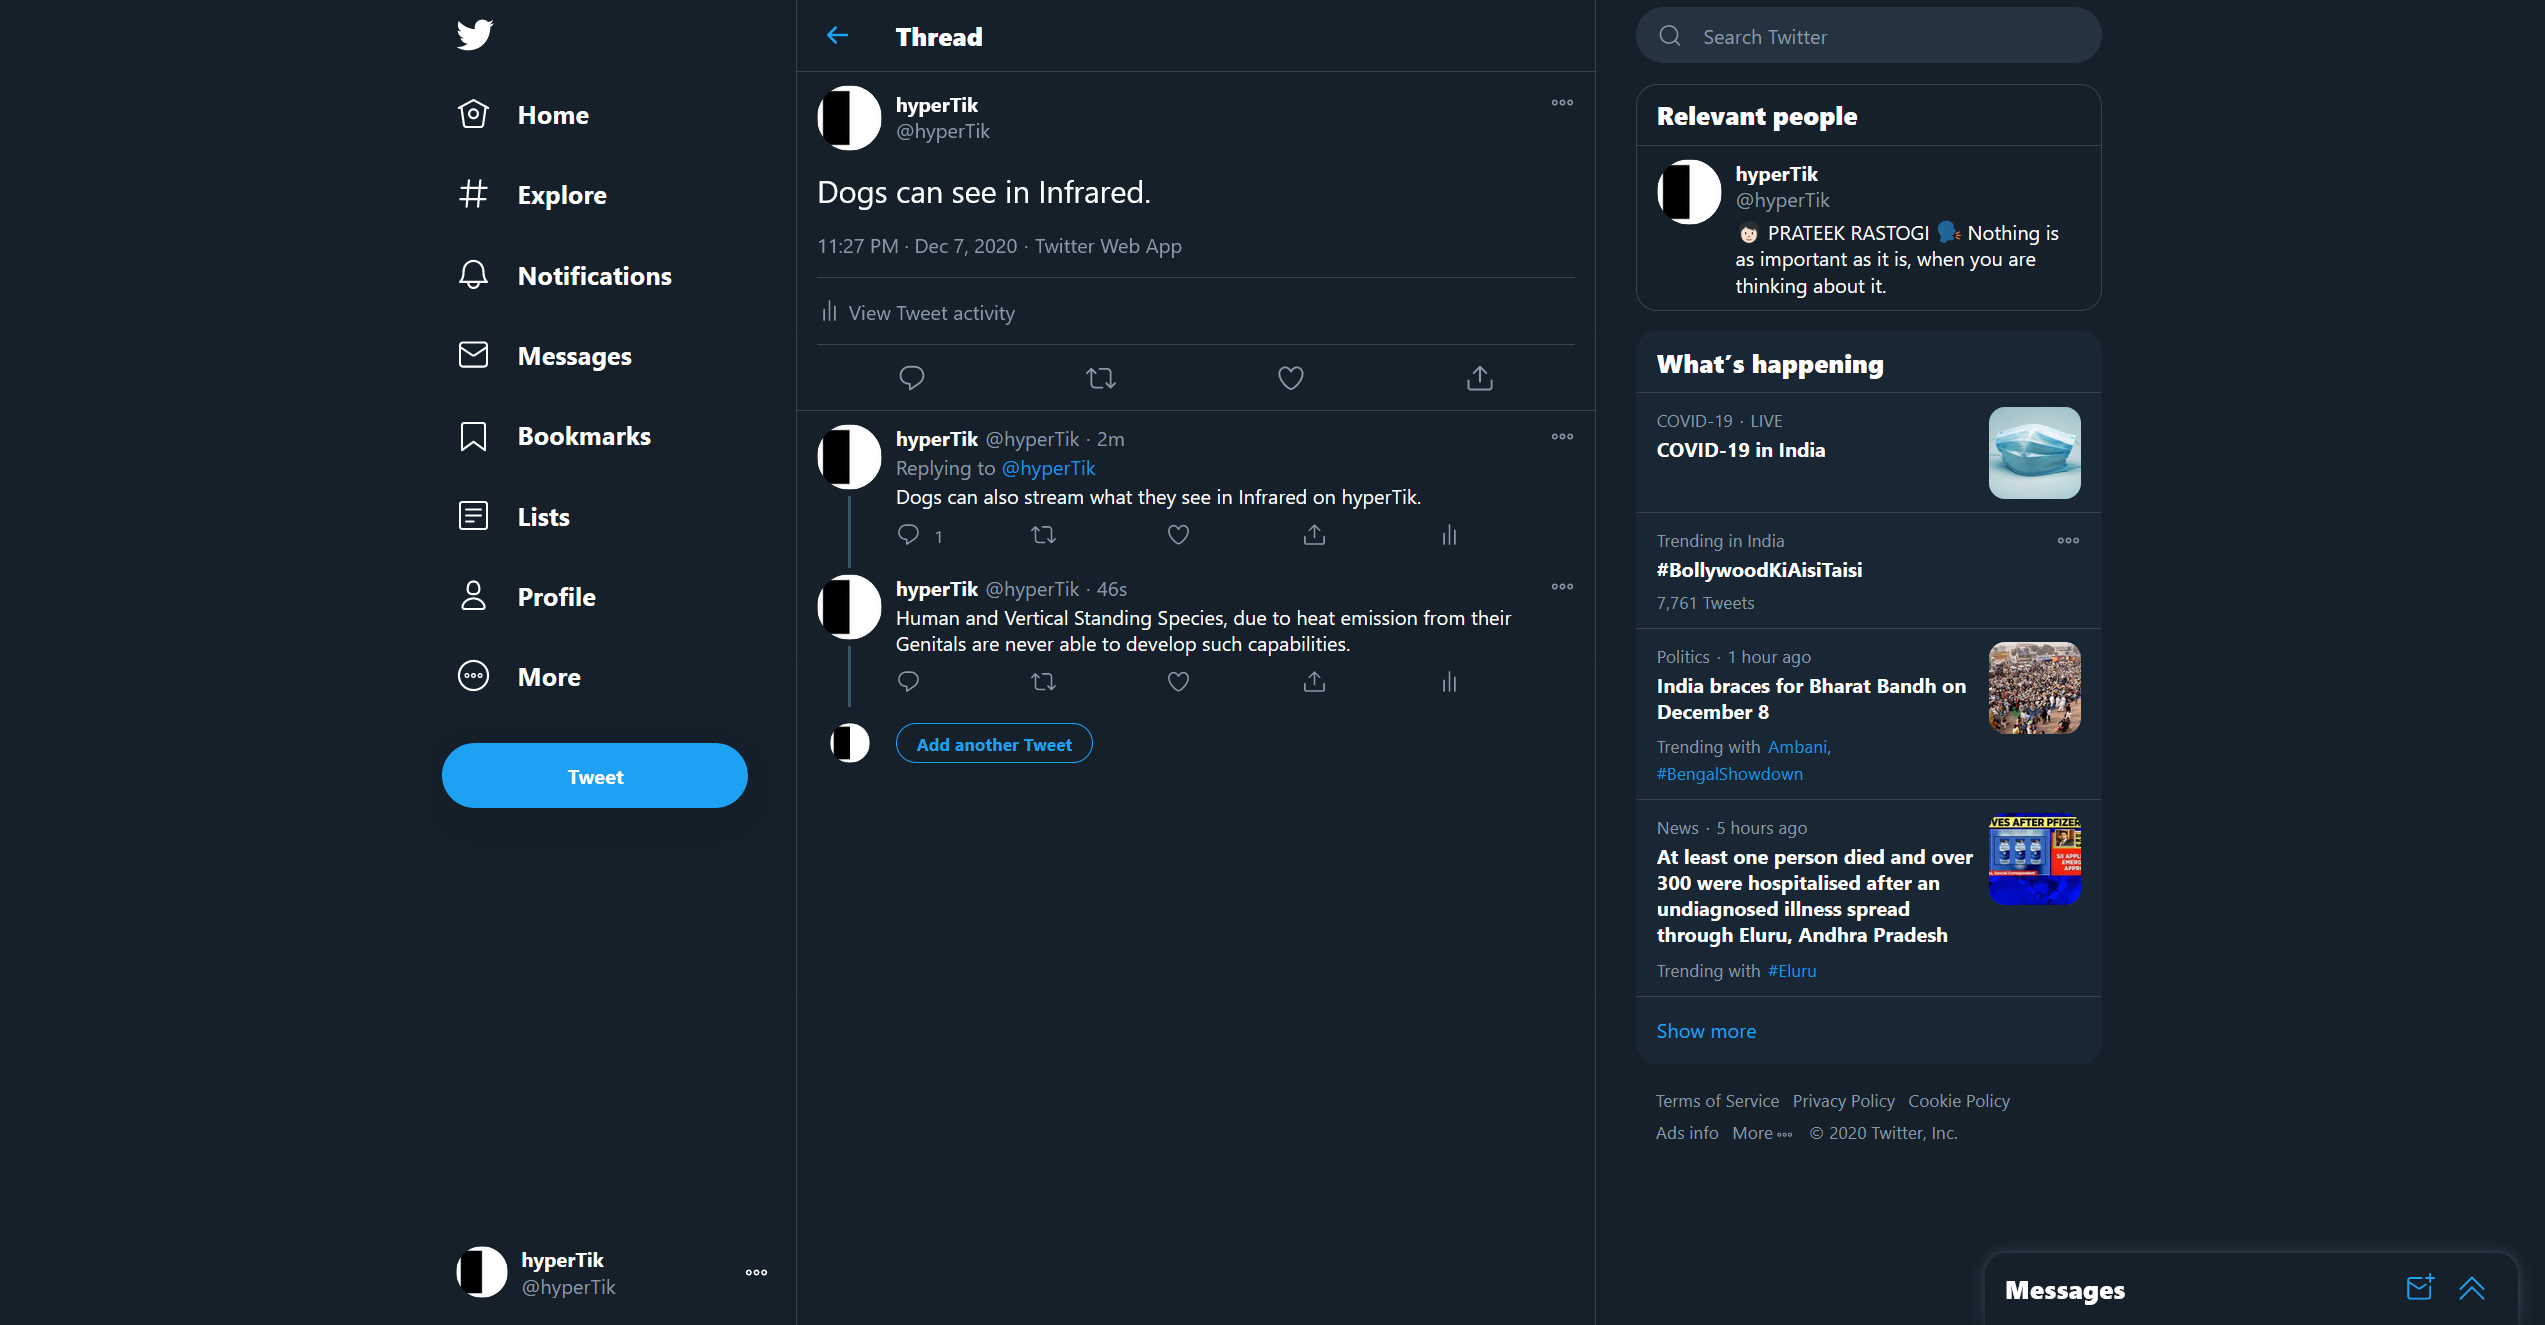 Home
Explore
Notifications
Messages
Bookmarks
Lists
Profile
More
Tweet
hyperTik
@hyperTik
Thread
hyperTik
@hyperTik
Dogs can see in Infrared.
11:27 PM · Dec 7, 2020 · Twitter Web App
View Tweet activity
hyperTik @hyperTik · 2m
Replying to @hyperTik
Dogs can also stream what they see in Infrared on hyperTik.
1
hyperTik @hyperTik · 46s
Human and Vertical Standing Species, due to heat emission from their
Genitals are never able to develop such capabilities.
Add another Tweet
Search Twitter
Relevant people
hyperTik
@hyperTik
PRATEEK RASTOGI Nothing is
as important as it is, when you are
thinking about it.
What's happening
COVID-19 · LIVE
COVID-19 in India
Trending in India
#BollywoodKiAisiTaisi
7,761 Tweets
Politics · 1 hour ago
India braces for Bharat Bandh on
December 8
Trending with Ambani,
#BengalShowdown
News · 5 hours ago
At least one person died and over
300 were hospitalised after an
undiagnosed illness spread
through Eluru, Andhra Pradesh
Trending with #Eluru
VES AFTER PFIZER
Show more
Terms of Service Privacy Policy Cookie Policy
Ads info More © 2020 Twitter, Inc.
Messages